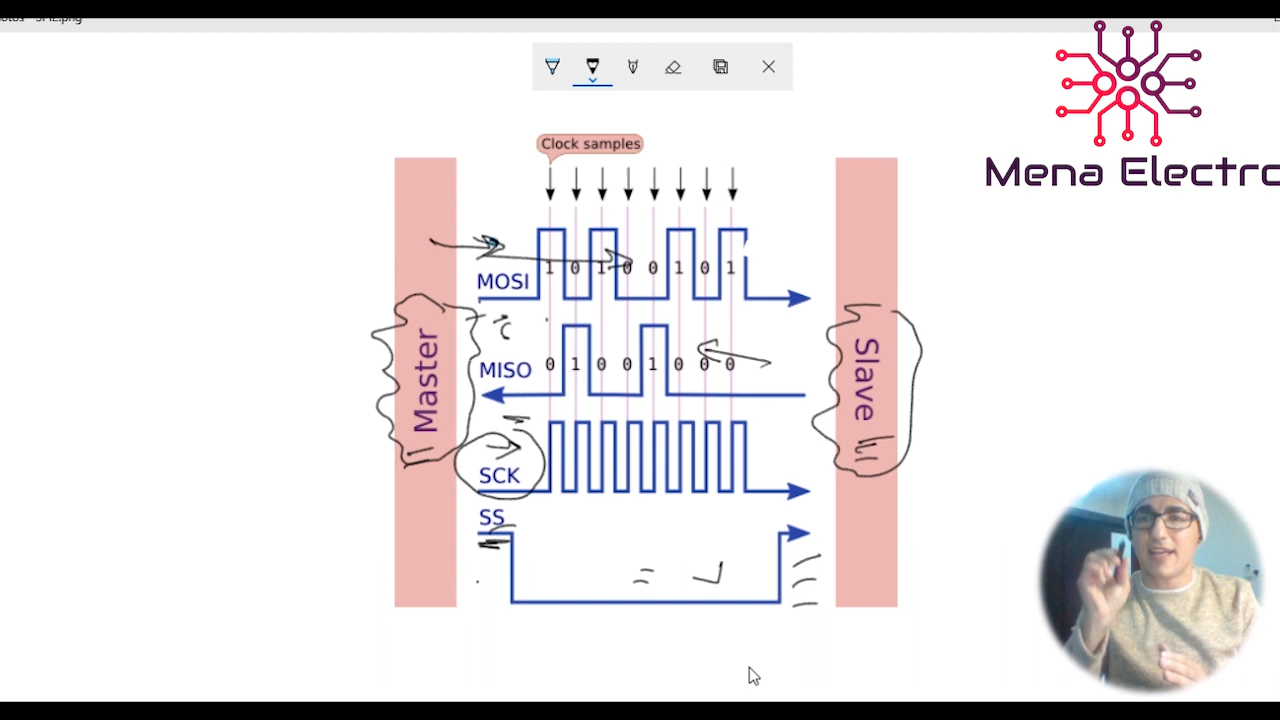 Clock samples
Mena Electro
MOSI
1 0 1 0 0 1 0 1
MISO
0 1 0 0 1 0 0 0
Master
Slave
SCK
SS